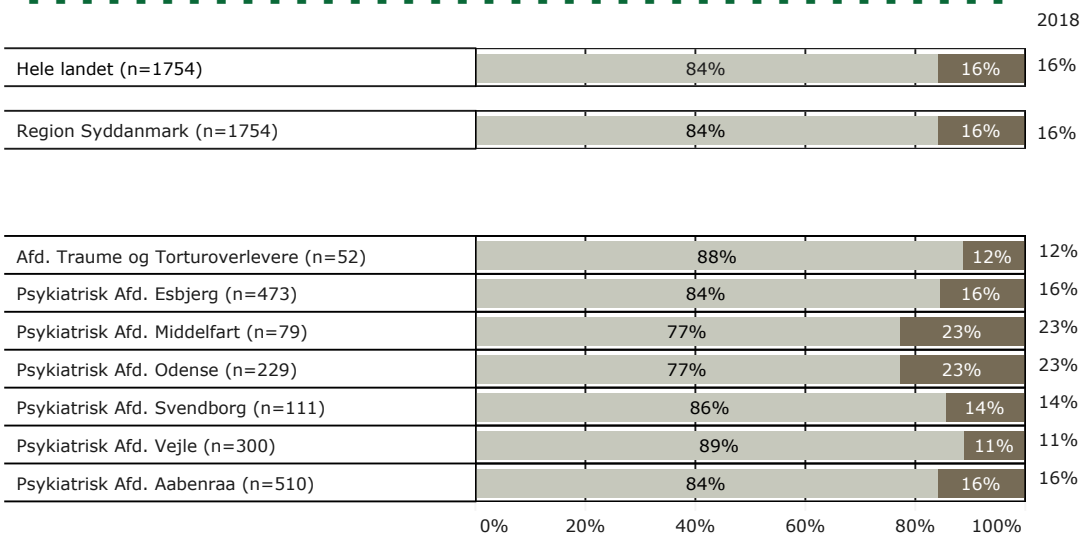 2018
Hele landet (n=1754) 84% 16% 16%
Region Syddanmark (n=1754) 84% 16% 16%
Afd. Traume og Torturoverlevere (n=52) 88% 12% 12%
Psykiatrisk Afd. Esbjerg (n=473) 84% 16% 16%
Psykiatrisk Afd. Middelfart (n=79) 77% 23% 23%
Psykiatrisk Afd. Odense (n=229) 77% 23% 23%
Psykiatrisk Afd. Svendborg (n=111) 86% 14% 14%
Psykiatrisk Afd. Vejle (n=300) 89% 11% 11%
Psykiatrisk Afd. Aabenraa (n=510) 84% 16% 16%
0% 20% 40% 60% 80% 100%